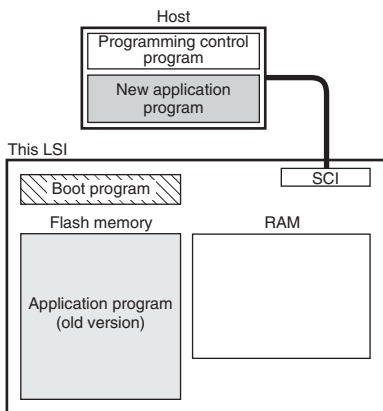 Host
Programming control
program
New application
program
This LSI
SCI
Boot program
Flash memory
RAM
Application program
(old version)